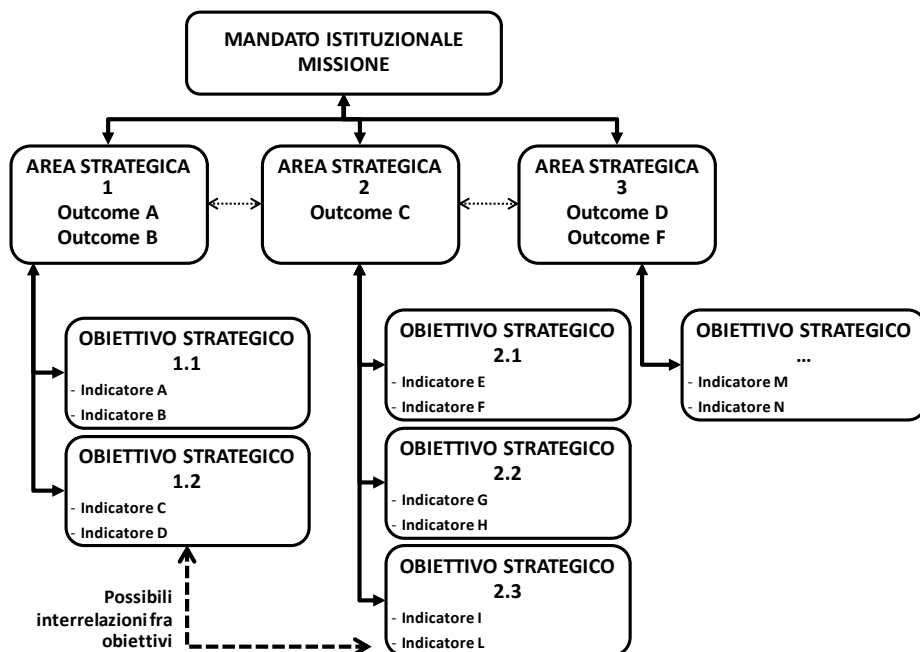 MANDATO ISTITUZIONALE
MISSIONE
AREA STRATEGICA
1
Outcome A
Outcome B
AREA STRATEGICA
2
Outcome C
AREA STRATEGICA
3
Outcome D
Outcome F
OBIETTIVO STRATEGICO
1.1
- Indicatore A
- Indicatore B
OBIETTIVO STRATEGICO
1.2
- Indicatore C
- Indicatore D
OBIETTIVO STRATEGICO
2.1
- Indicatore E
- Indicatore F
OBIETTIVO STRATEGICO
2.2
- Indicatore G
- Indicatore H
OBIETTIVO STRATEGICO
2.3
- Indicatore I
- Indicatore L
OBIETTIVO STRATEGICO
...
- Indicatore M
- Indicatore N
Possibili
interrelazioni fra
obiettivi